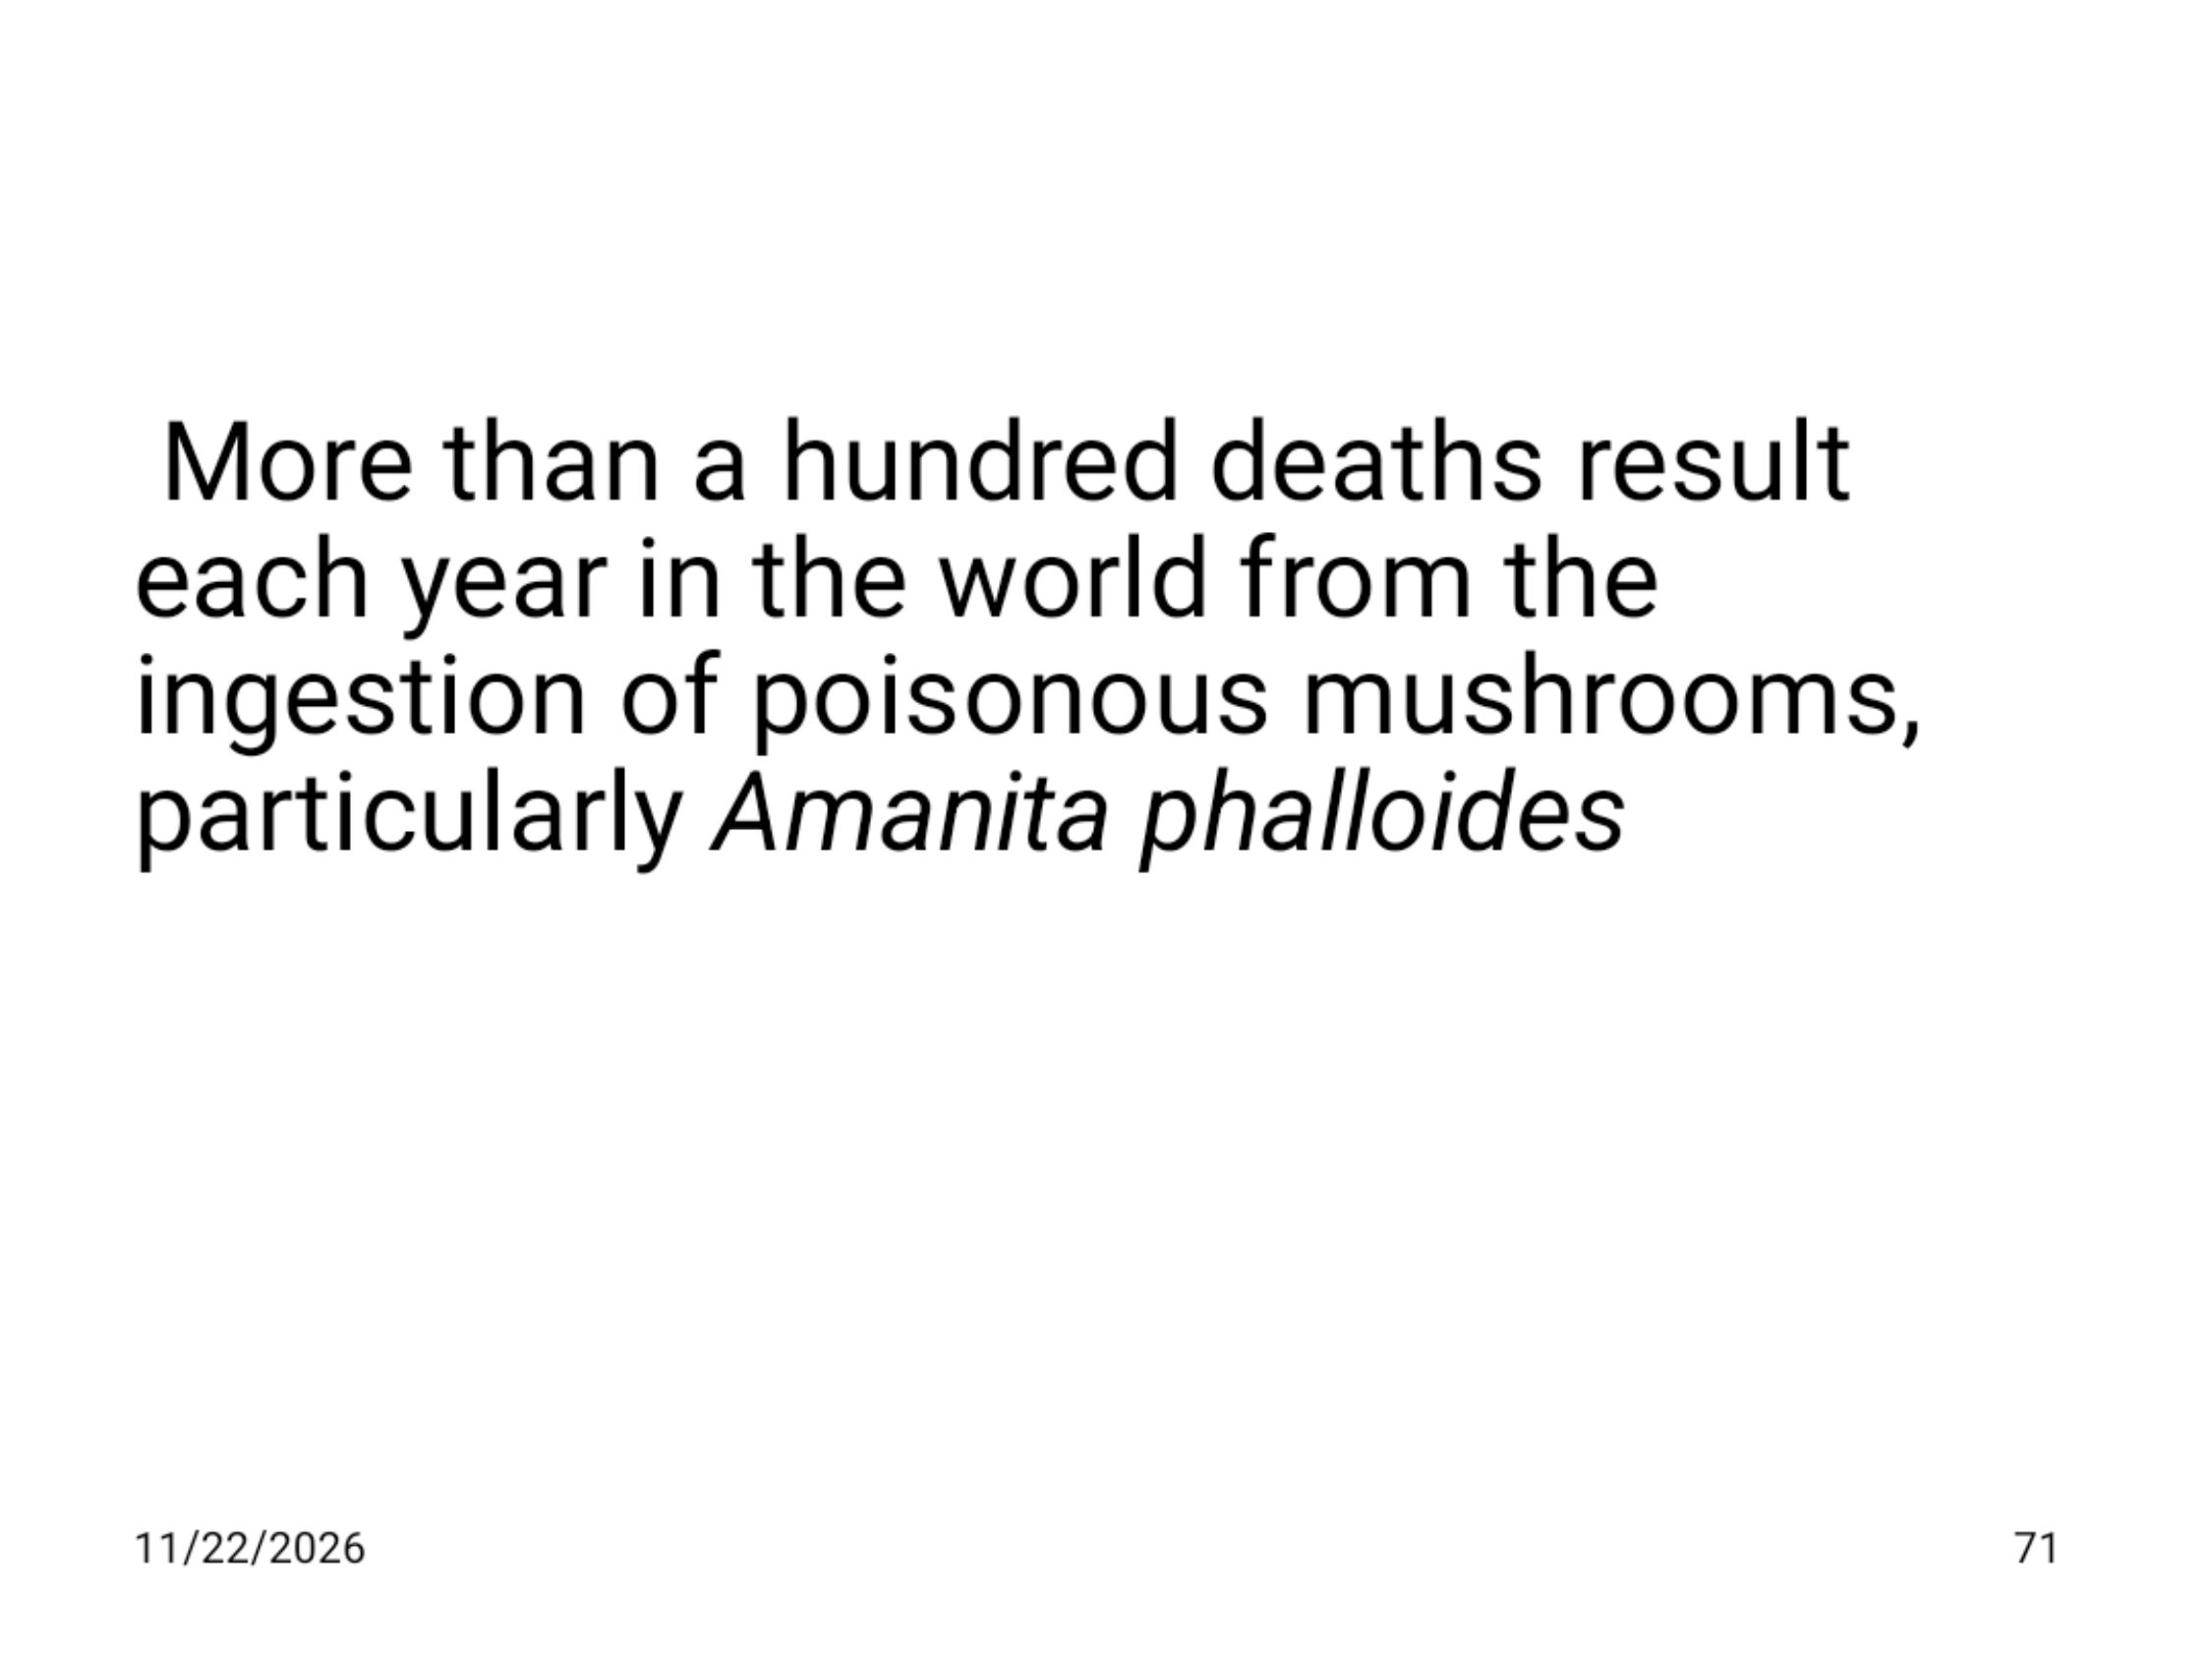 More than a hundred deaths result
each year in the world from the
ingestion of poisonous mushrooms,
particularly Amanita phalloides
11/22/2026
71